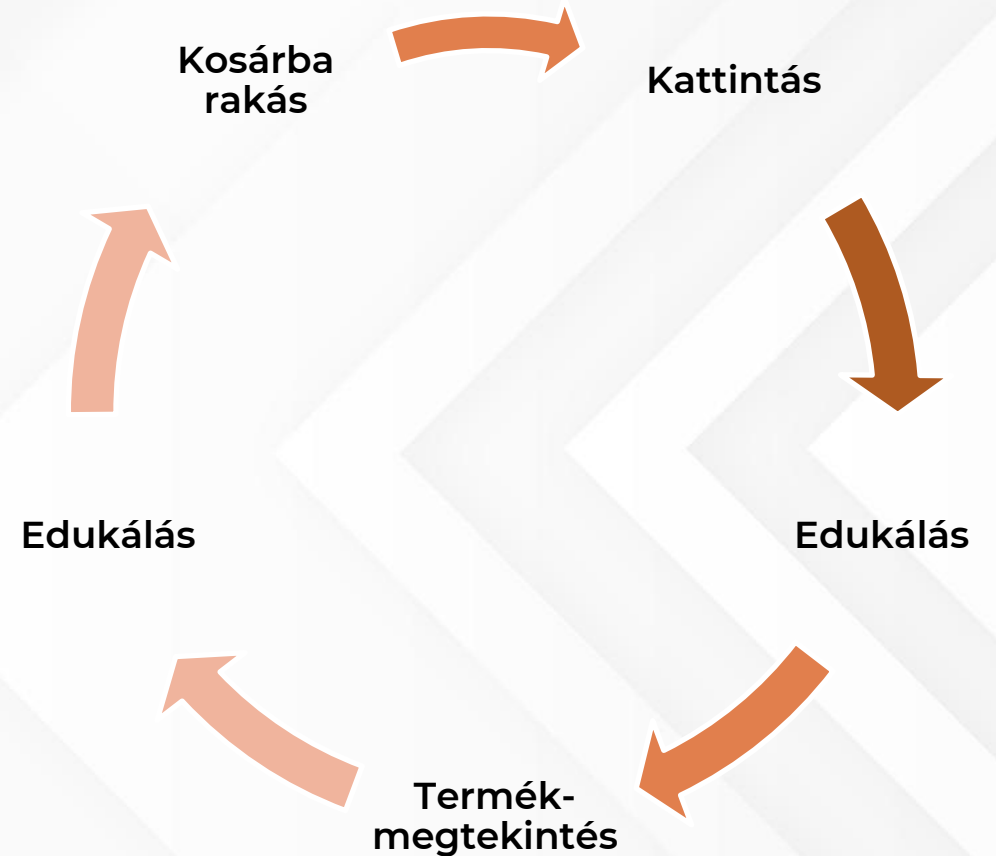 Kosárba
rakás
Kattintás
Edukálás
Edukálás
Termék-
megtekintés